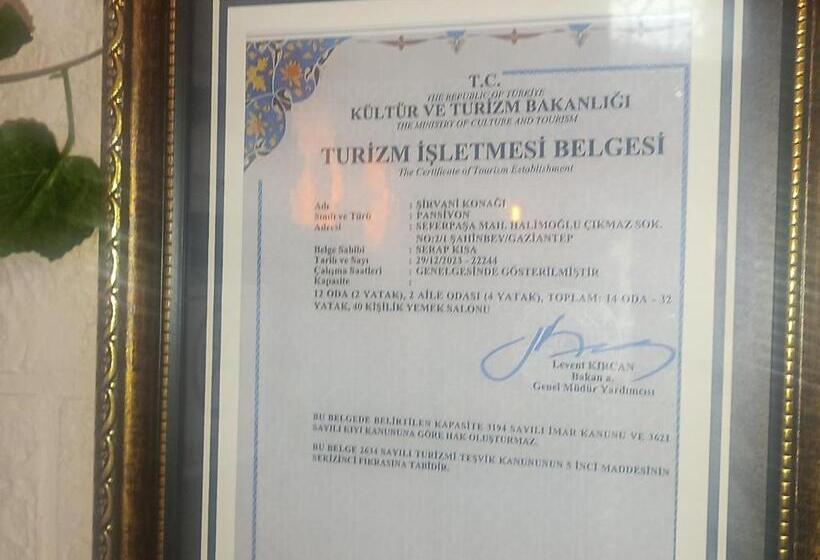 T.C.
THE REPUBLIC OF TÜRKİYE
KÜLTÜR VE TURİZM BAKANLIĞI
THE MINISTRY OF CULTURE AND TOURISM
TURİZM İŞLETMESİ BELGESİ
The Certificate of Tourism Establishment
Adı : ŞİRVANİ KONAĞI
Sınıfı ve Türü : PANSİYON
Adresi : SEFERPAŞA MAH. HALİMOĞLU ÇIKMAZ SOK.
NO:2/1 ŞAHİNBEY/GAZİANTEP
Belge Sahibi : SERAP KISA
Tarih ve Sayı : 29/12/2023 - 22244
Çalışma Saatleri : GENELGESİNDE GÖSTERİLMİŞTİR
Kapasite :
12 ODA (2 YATAK), 2 AİLE ODASI (4 YATAK), TOPLAM: 14 ODA - 32
YATAK, 40 KİŞİLİK YEMEK SALONU
Levent KIRCAN
Bakan a.
Genel Müdür Yardımcısı
BU BELGEDE BELİRTİLEN KAPASİTE 3194 SAYILI İMAR KANUNU VE 3621
SAYILI KIYI KANUNUNA GÖRE HAK OLUŞTURMAZ.
BU BELGE 2634 SAYILI TURİZMİ TEŞVİK KANUNUNUN 5 İNCİ MADDESİNİN
SEKİZİNCİ FIKRASINA TABİDİR.